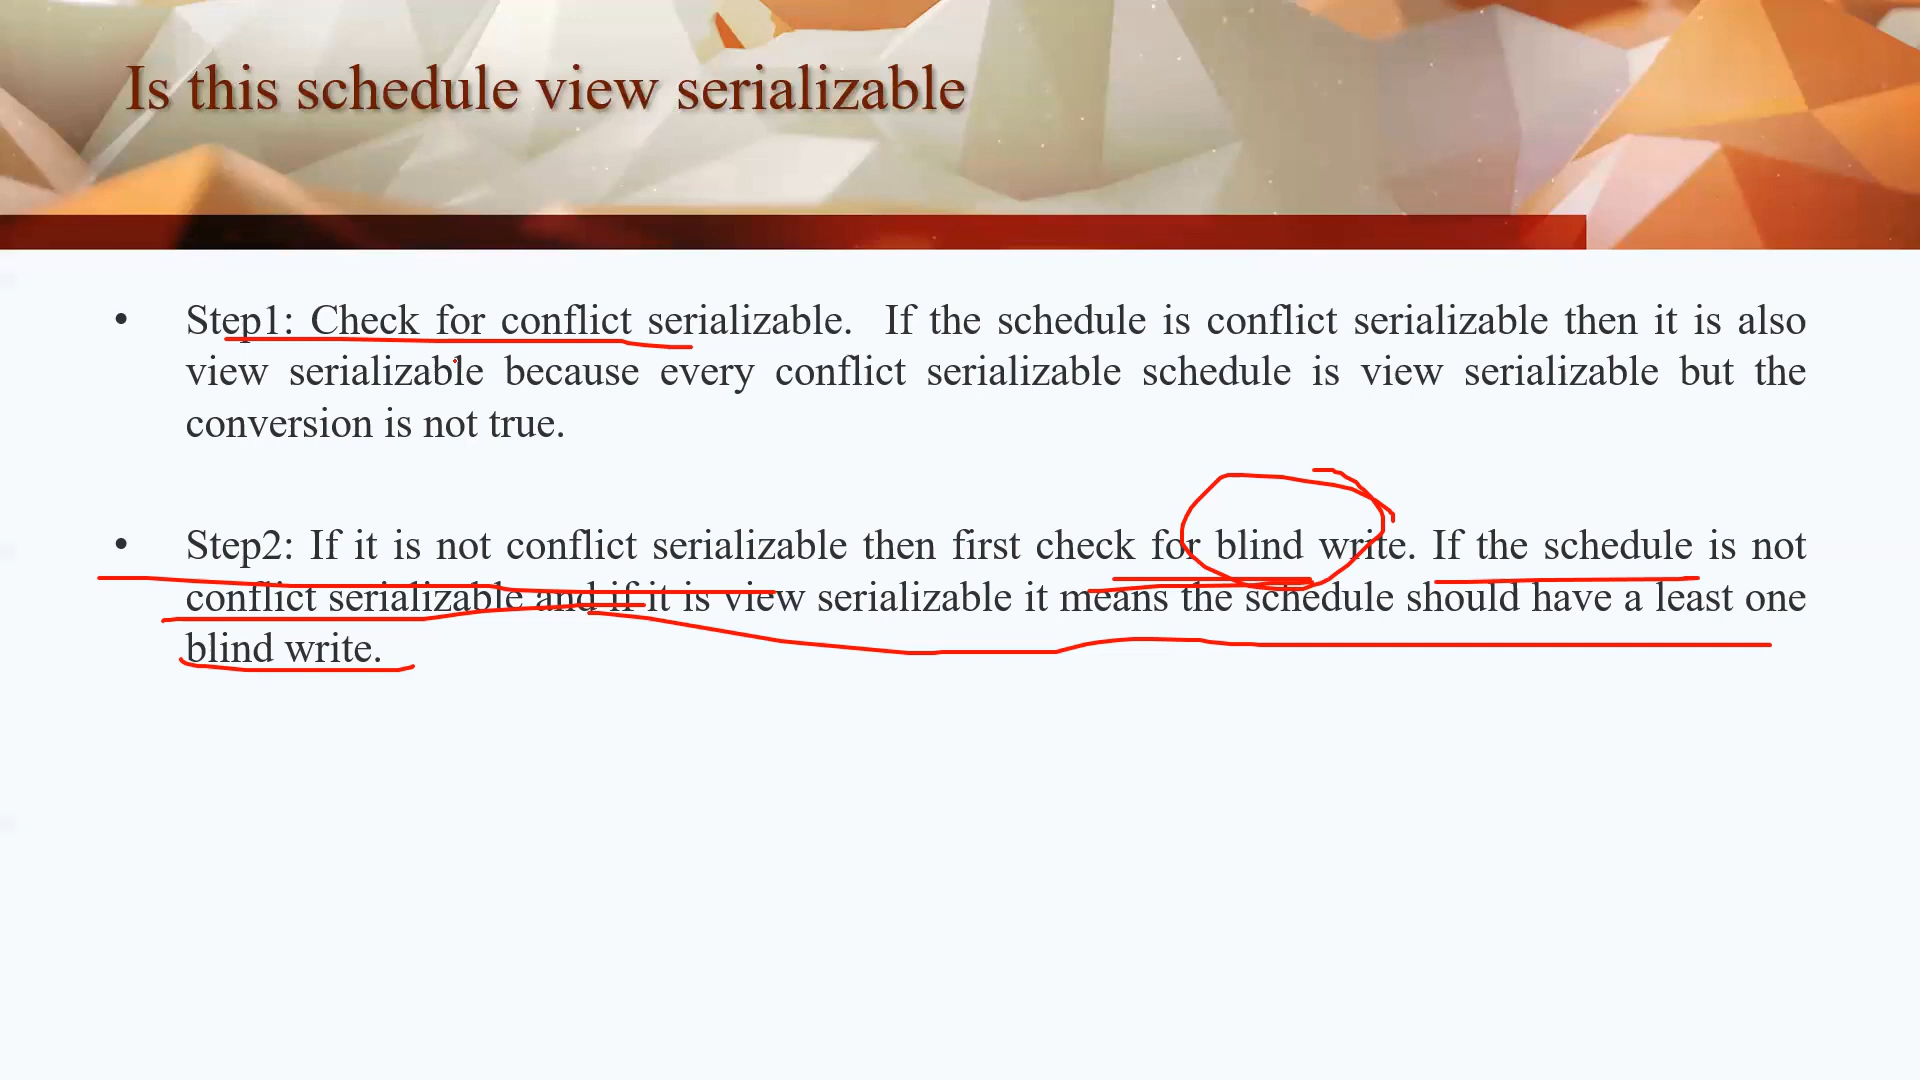 Is this schedule view serializable
• Step1: Check for conflict serializable. If the schedule is conflict serializable then it is also
view serializable because every conflict serializable schedule is view serializable but the
conversion is not true.
• Step2: If it is not conflict serializable then first check for blind write. If the schedule is not
conflict serializable and if it is view serializable it means the schedule should have a least one
blind write.